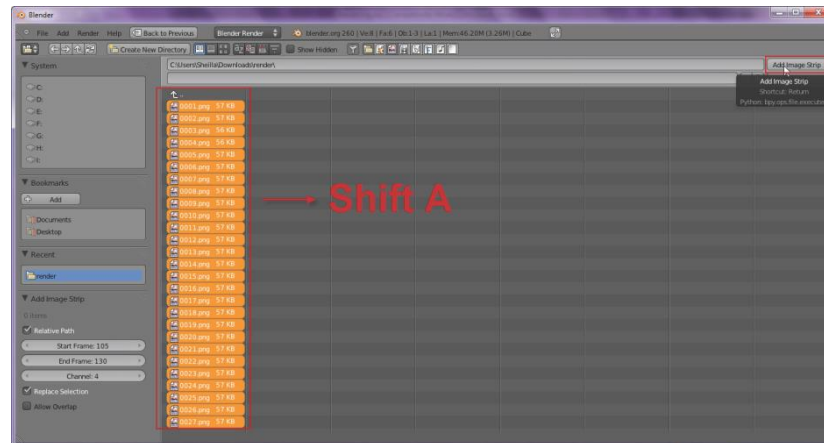 Blender
File Add Render Help Back to Previous Blender Render blender.org 260 | Ve:8 | Fa:6 | Ob:1-3 | La:1 | Mem:46.20M (3.26M) | Cube
Create New Directory Show Hidden
System
C:\Users\Sheilla\Downloads\render\
Add Image Strip
Add Image Strip
Shortcut: Return
Python: bpy.ops.file.execute
C:
D:
E:
F:
G:
H:
I:
Bookmarks
Add
Documents
Desktop
Recent
render
Add Image Strip
0 items
Relative Path
Start Frame: 105
End Frame: 130
Channel: 4
Replace Selection
Allow Overlap
..
0001.png 57 KB
0002.png 57 KB
0003.png 56 KB
0004.png 56 KB
0005.png 57 KB
0006.png 57 KB
0007.png 57 KB
0008.png 57 KB
0009.png 57 KB
0010.png 57 KB
0011.png 57 KB
0012.png 57 KB
0013.png 57 KB
0014.png 57 KB
0015.png 57 KB
0016.png 57 KB
0017.png 57 KB
0018.png 57 KB
0019.png 57 KB
0020.png 57 KB
0021.png 57 KB
0022.png 57 KB
0023.png 57 KB
0024.png 57 KB
0025.png 57 KB
0026.png 57 KB
0027.png 57 KB
Shift A